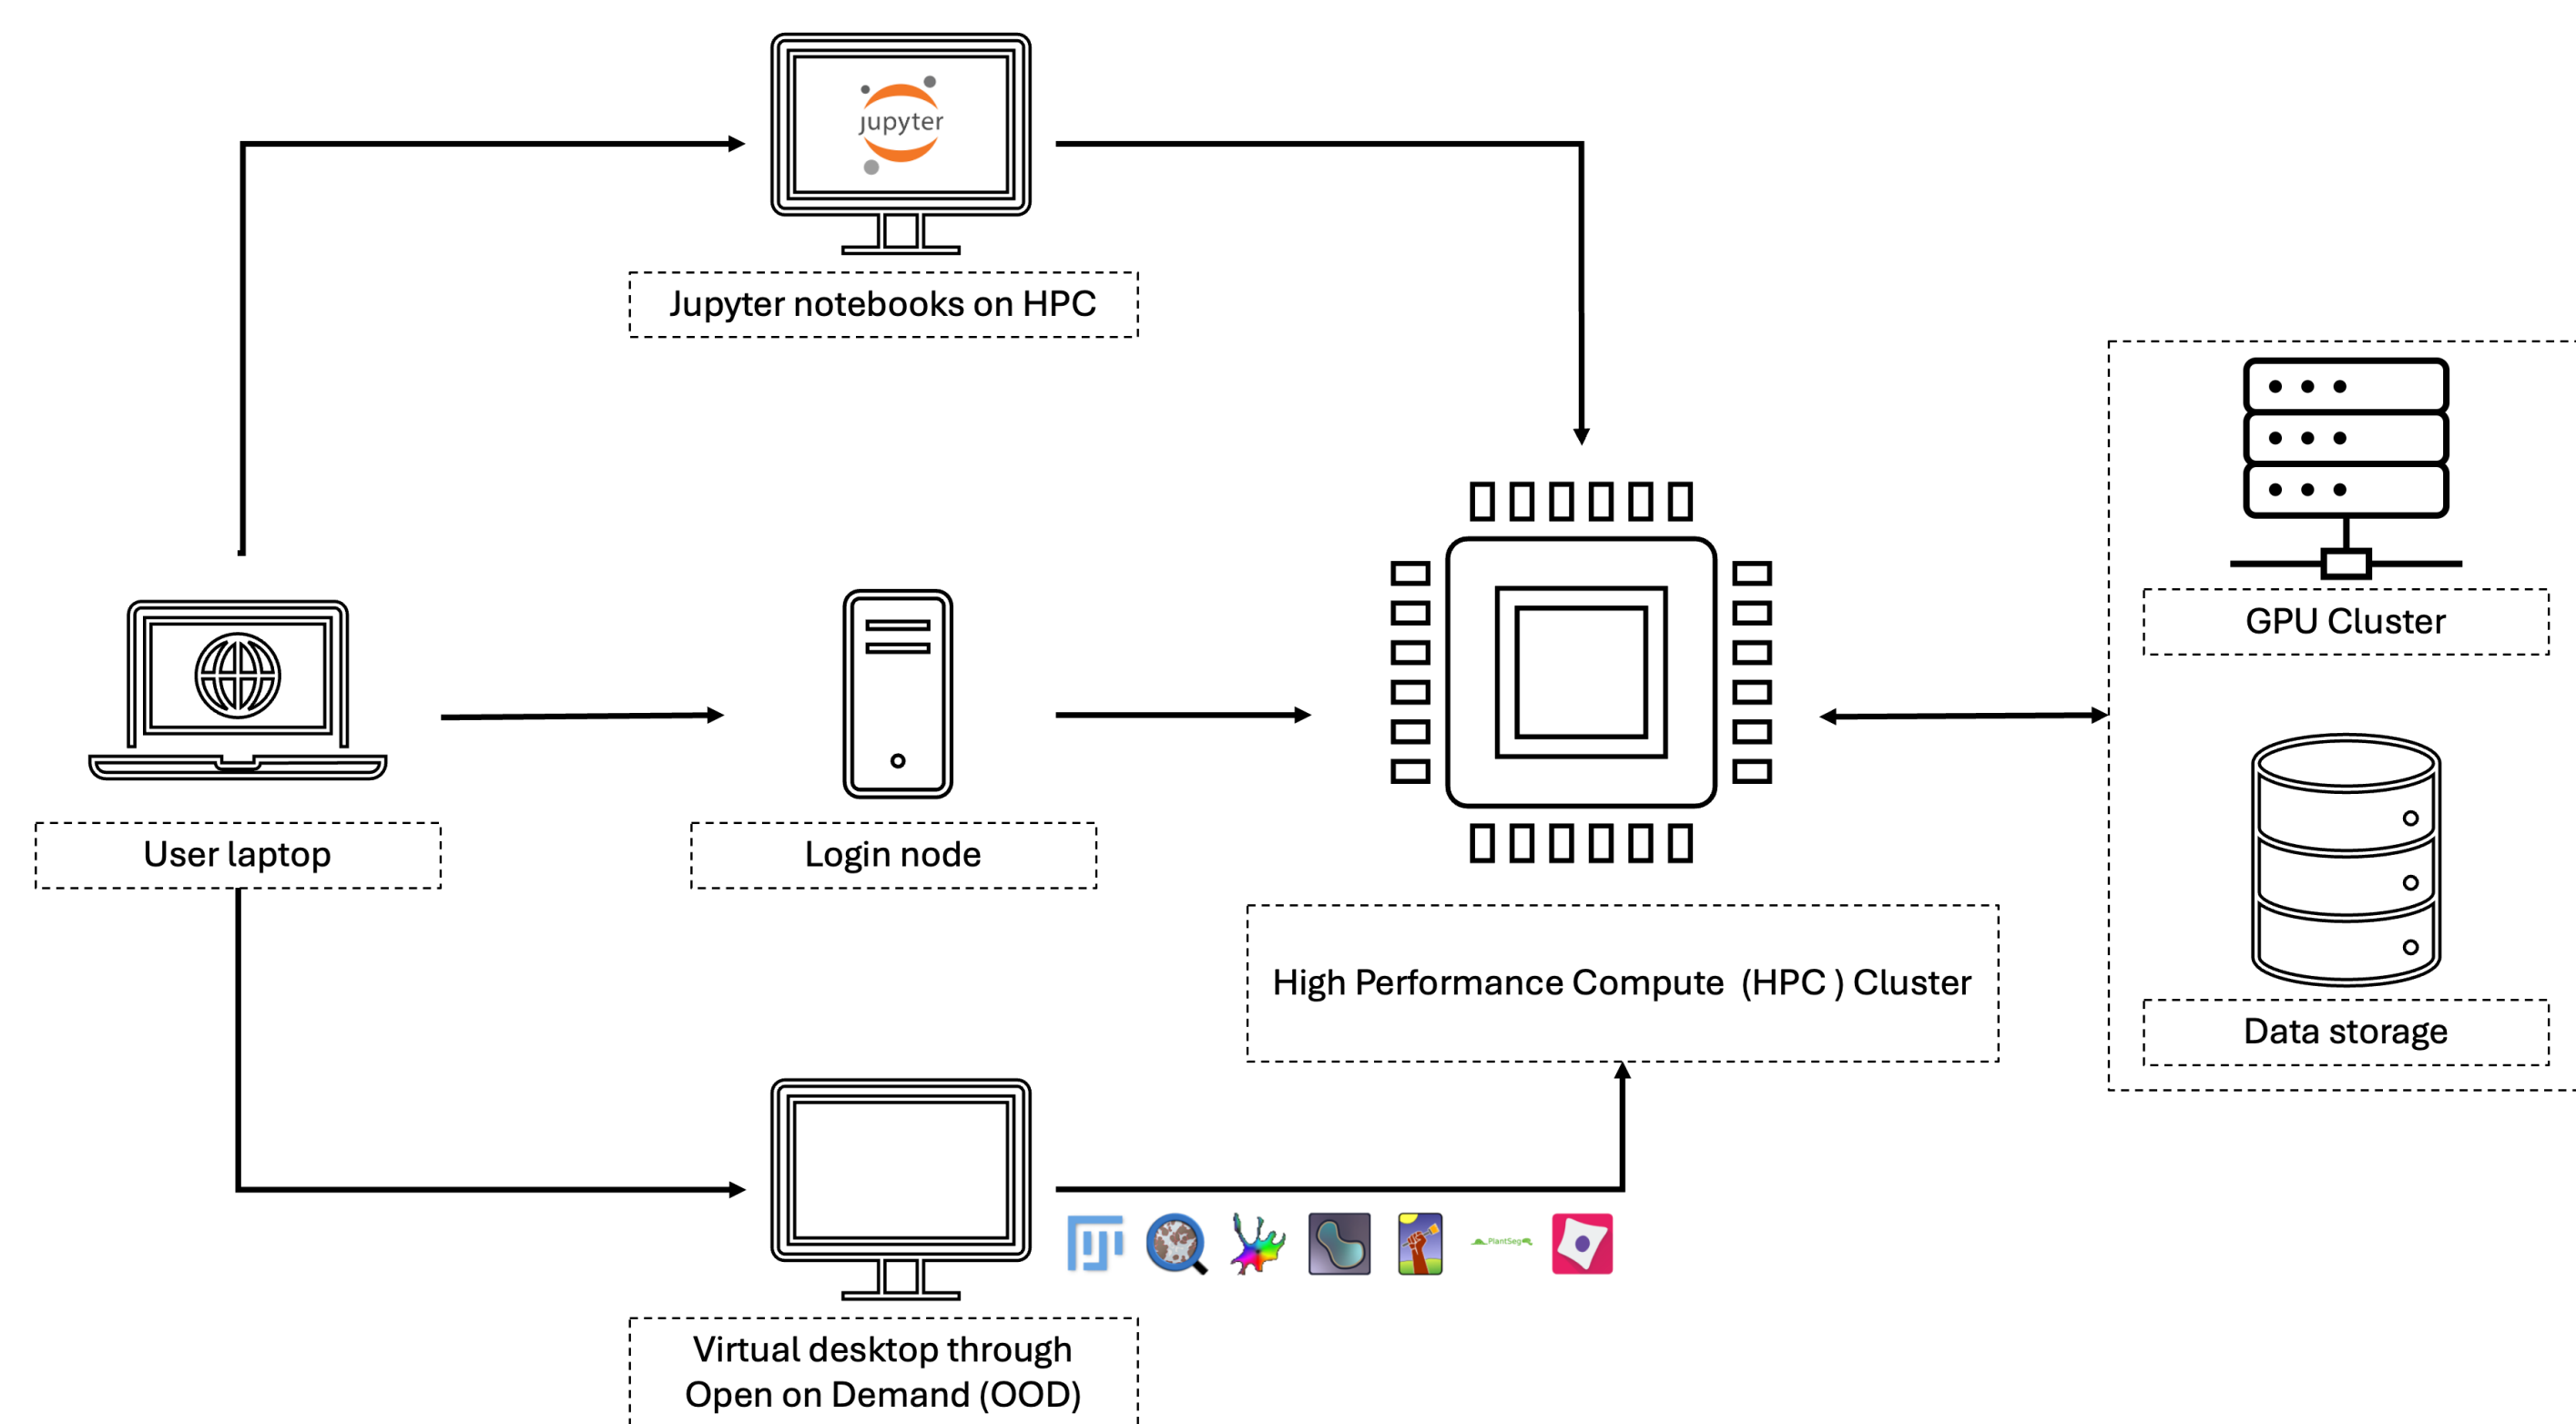 jupyter
Jupyter notebooks on HPC
GPU Cluster
User laptop
Login node
High Performance Compute  (HPC ) Cluster
Data storage
PlantSeg
Virtual desktop through
Open on Demand (OOD)